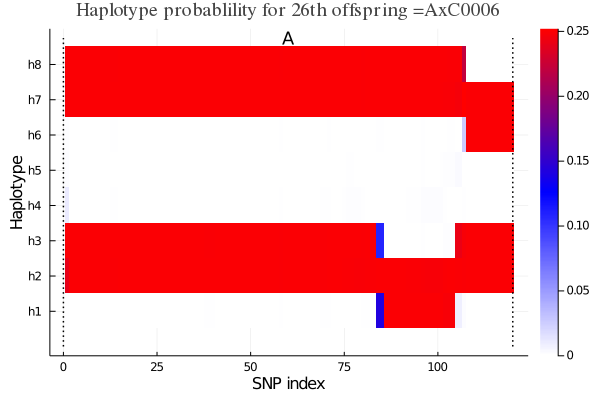 Haplotype probablility for 26th offspring =AxC0006
A
Haplotype
h8
h7
h6
h5
h4
h3
h2
h1
0
25
50
75
100
SNP index
0.25
0.20
0.15
0.10
0.05
0